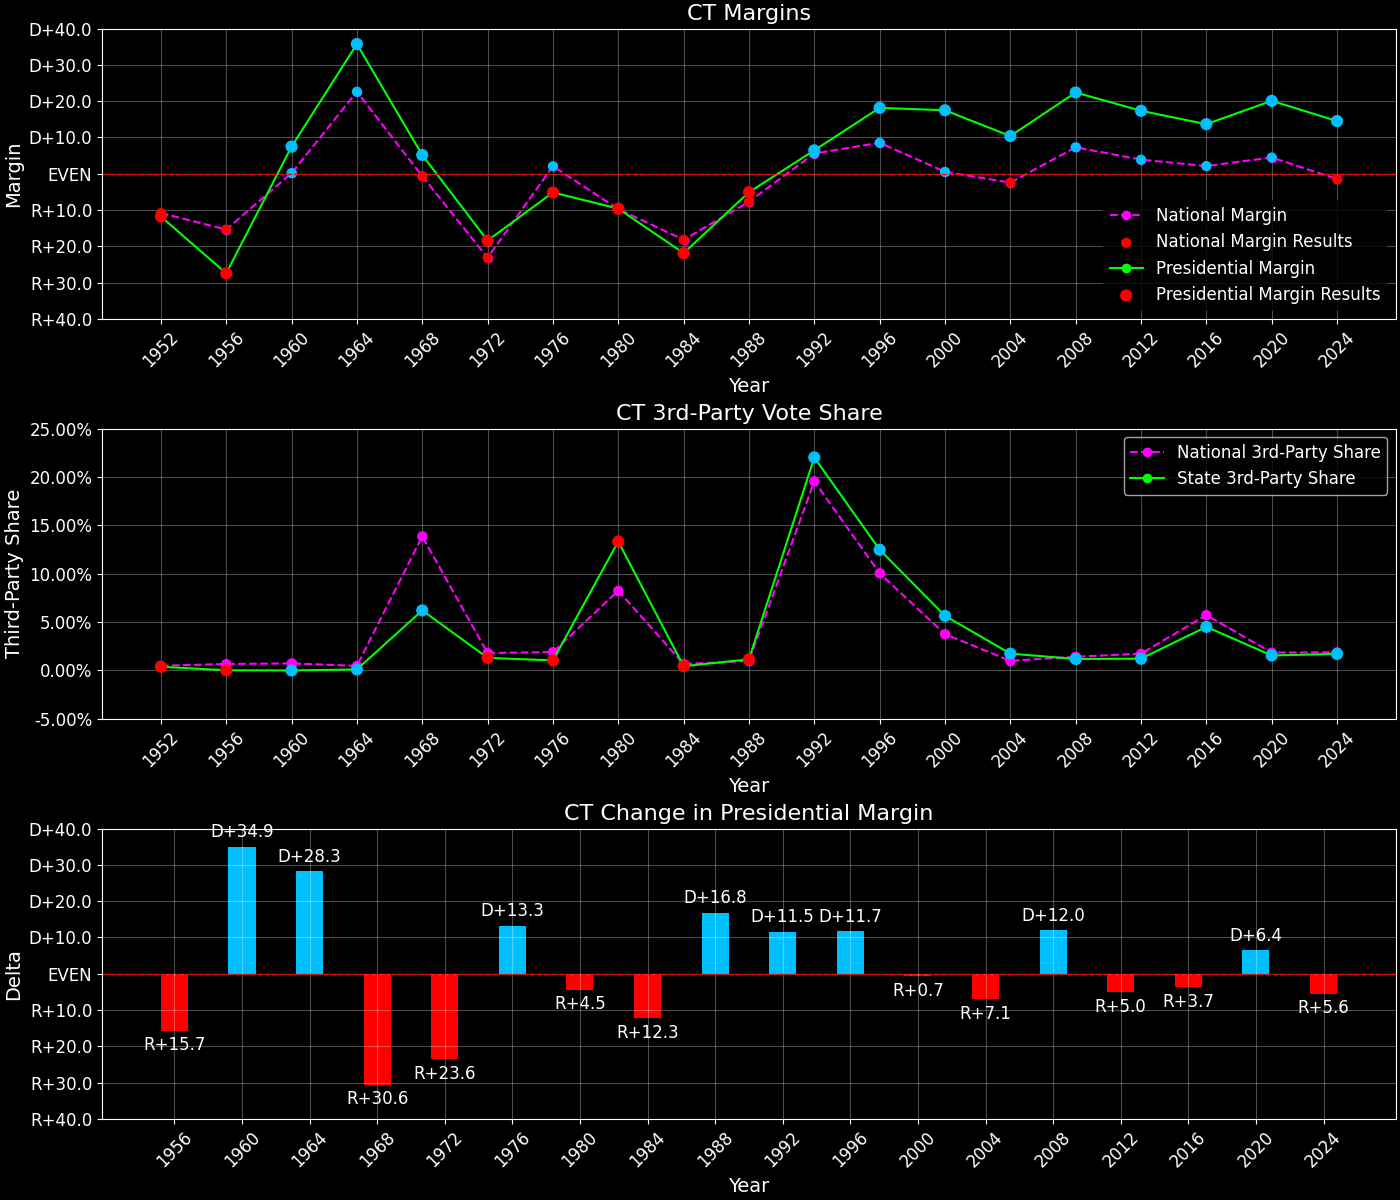 CT Margins
D+40.0
D+30.0
D+20.0
D+10.0
EVEN
R+10.0
R+20.0
R+30.0
R+40.0
Margin
National Margin
National Margin Results
Presidential Margin
Presidential Margin Results
1952 1956 1960 1964 1968 1972 1976 1980 1984 1988 1992 1996 2000 2004 2008 2012 2016 2020 2024
Year
CT 3rd-Party Vote Share
25.00%
20.00%
15.00%
10.00%
5.00%
0.00%
-5.00%
Third-Party Share
National 3rd-Party Share
State 3rd-Party Share
1952 1956 1960 1964 1968 1972 1976 1980 1984 1988 1992 1996 2000 2004 2008 2012 2016 2020 2024
Year
CT Change in Presidential Margin
D+40.0
D+30.0
D+20.0
D+10.0
EVEN
R+10.0
R+20.0
R+30.0
R+40.0
Delta
R+15.7
D+34.9
D+28.3
R+30.6
R+23.6
D+13.3
R+4.5
R+12.3
D+16.8
D+11.5
D+11.7
R+0.7
R+7.1
D+12.0
R+5.0
R+3.7
D+6.4
R+5.6
1956 1960 1964 1968 1972 1976 1980 1984 1988 1992 1996 2000 2004 2008 2012 2016 2020 2024
Year